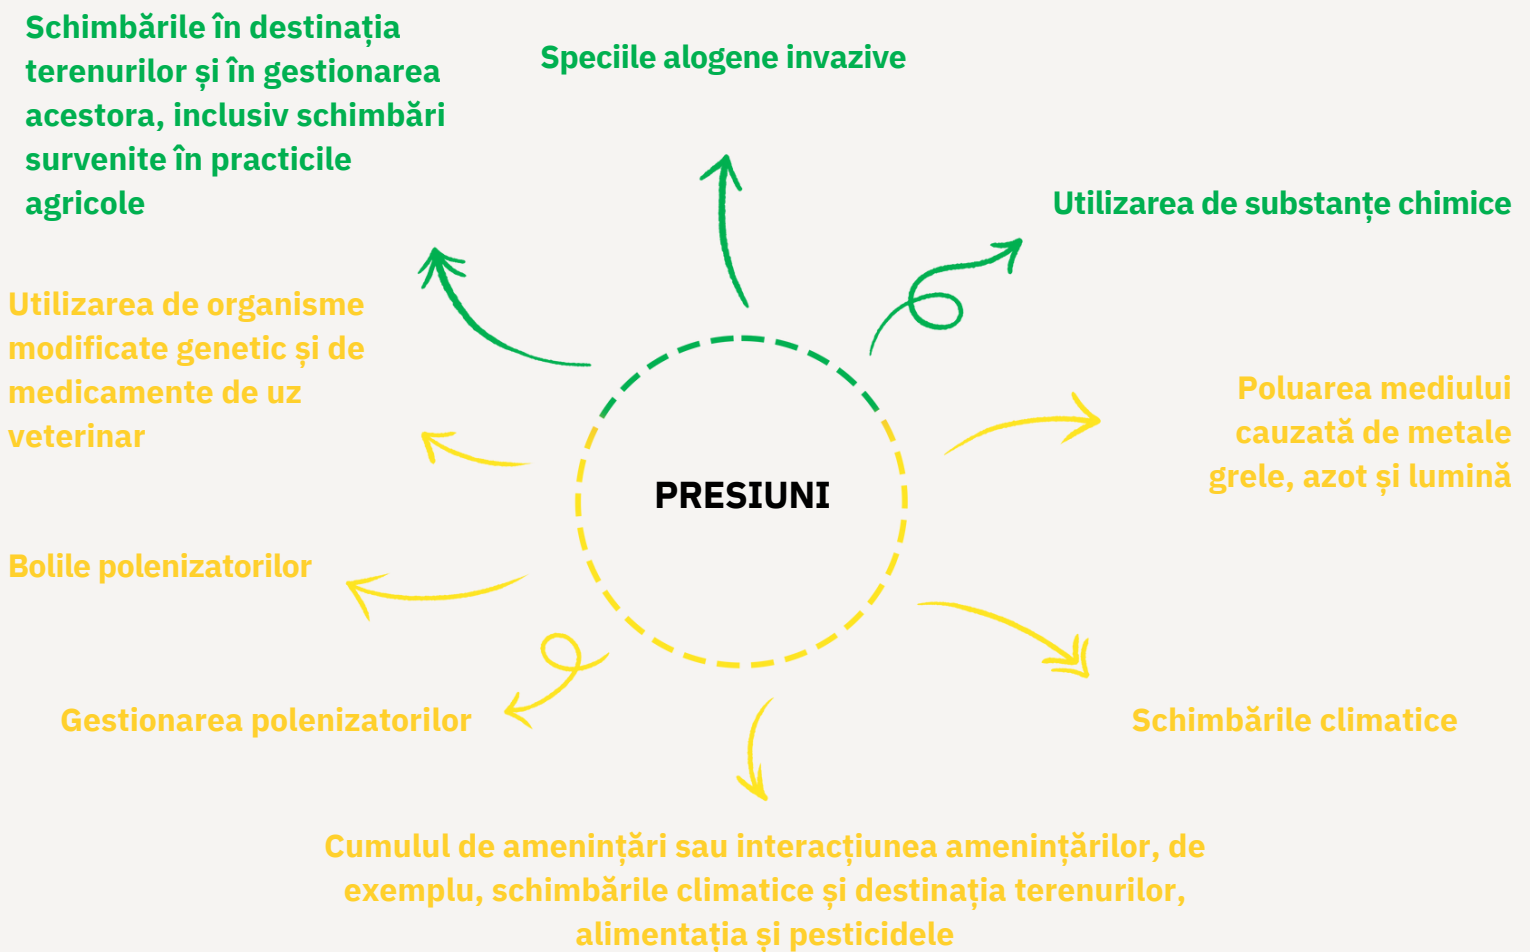 Schimbările în destinația
terenurilor și în gestionarea
acestora, inclusiv schimbări
survenite în practicile
agricole
Speciile alogene invazive
Utilizarea de substanțe chimice
Utilizarea de organisme
modificate genetic și de
medicamente de uz
veterinar
Poluarea mediului
cauzată de metale
grele, azot și lumină
PRESIUNI
Bolile polenizatorilor
Gestionarea polenizatorilor
Schimbările climatice
Cumulul de amenințări sau interacțiunea amenințărilor, de
exemplu, schimbările climatice și destinația terenurilor,
alimentația și pesticidele